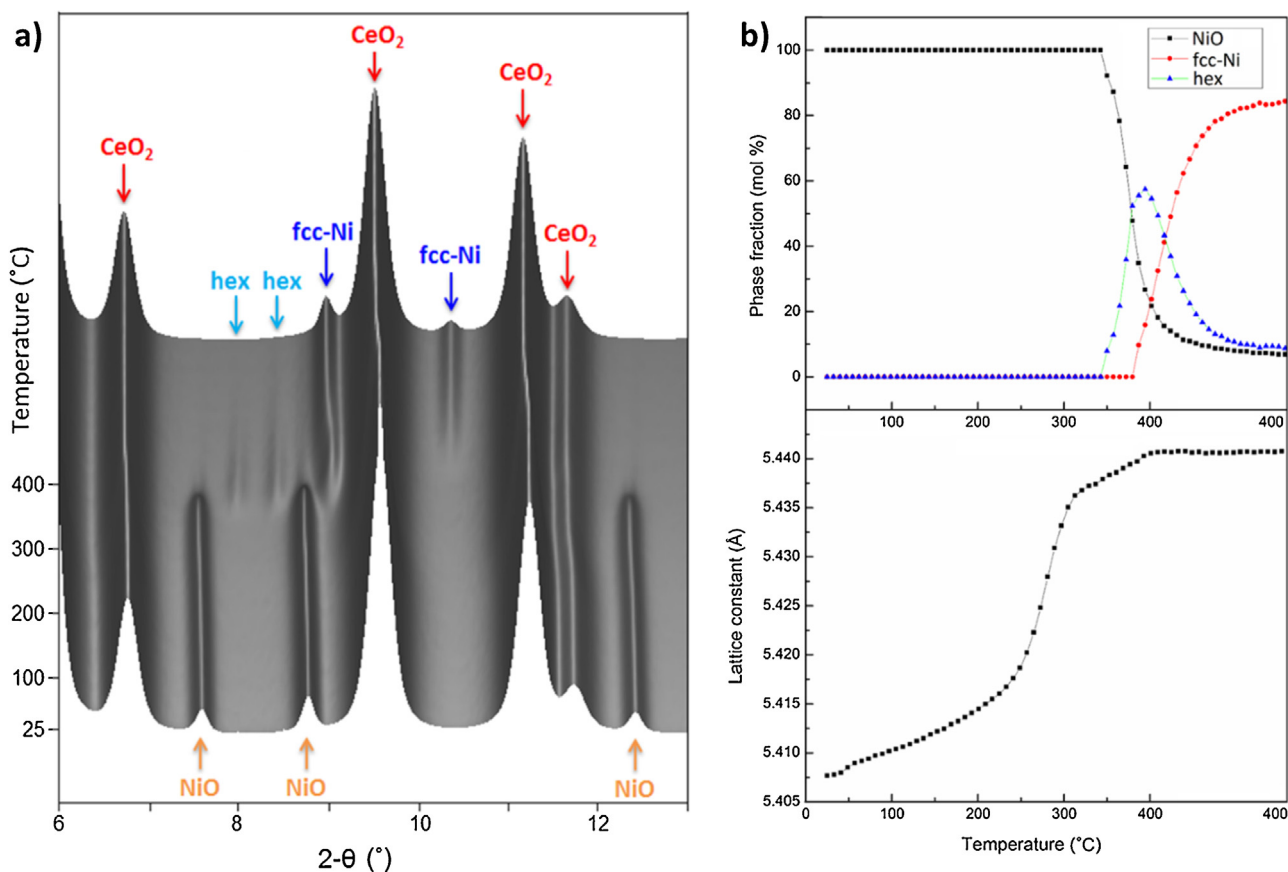 a)
CeO2
CeO2
CeO2
fcc-Ni
fcc-Ni
CeO2
hex
hex
Temperature (˚C)
400
300
200
100
25
NiO
NiO
NiO
6
8
10
12
2-θ (˚)
b)
NiO
fcc-Ni
hex
Phase fraction (mol %)
100
80
60
40
20
0
100
200
300
400
400
Lattice constant (Å)
5.440
5.435
5.430
5.425
5.420
5.415
5.410
5.405
100
200
300
400
400
Temperature (˚C)